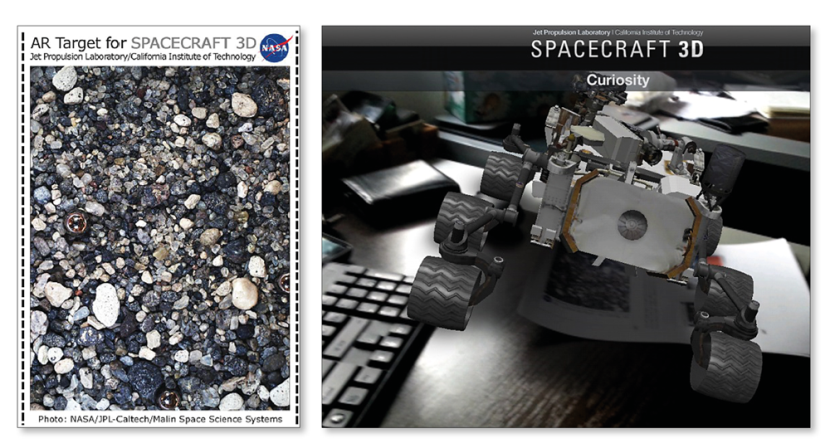 AR Target for SPACECRAFT 3D
NASA
Jet Propulsion Laboratory/California Institute of Technology
Photo: NASA/JPL-Caltech/Malin Space Science Systems
Jet Propulsion Laboratory | California Institute of Technology
SPACECRAFT 3D
Curiosity